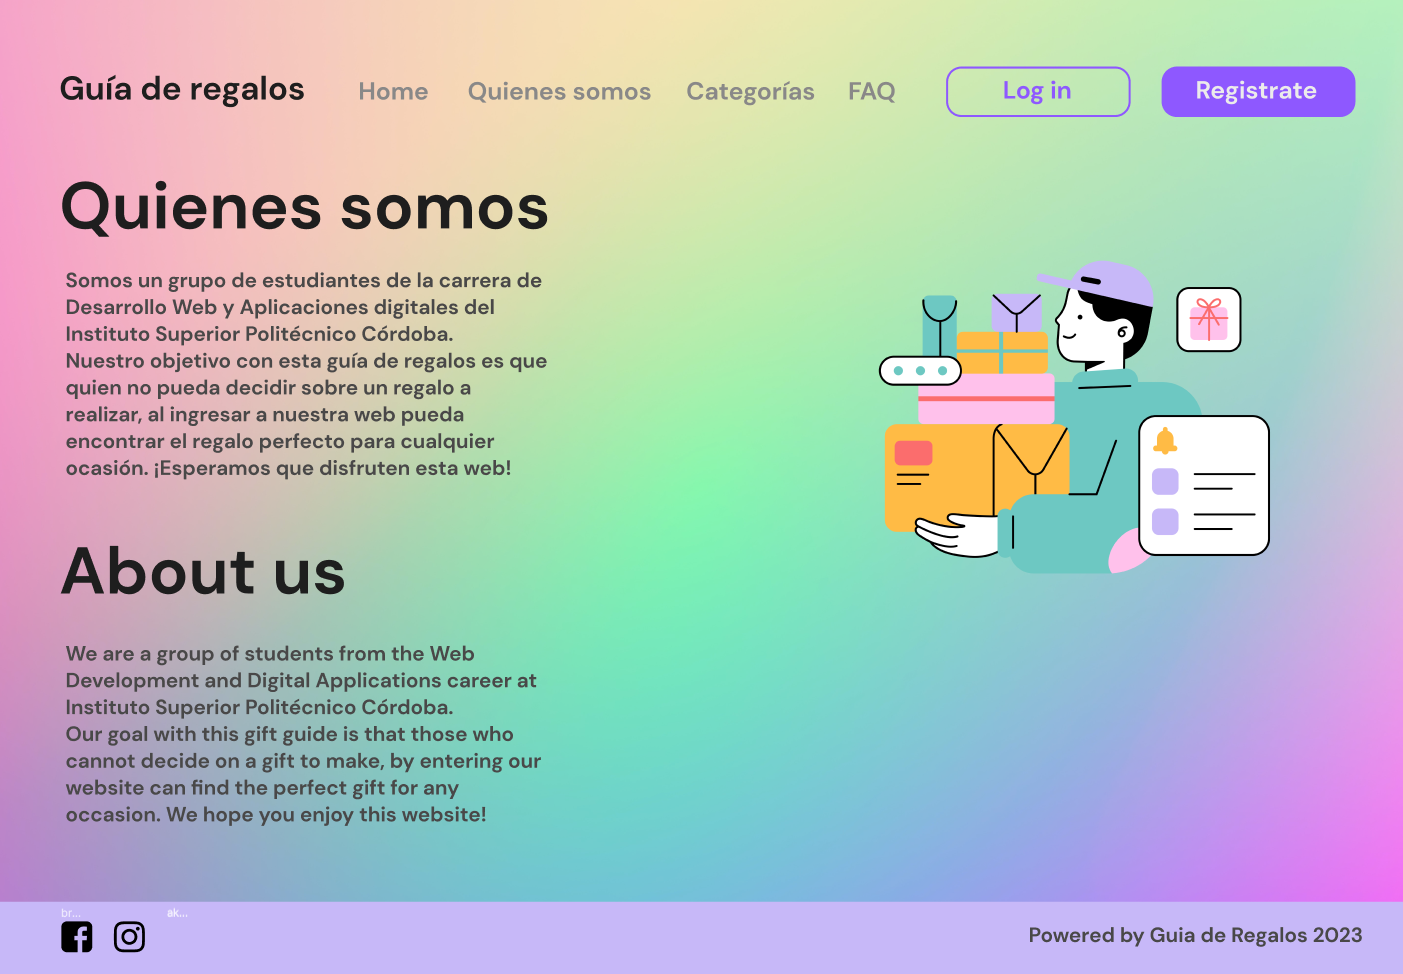 Guía de regalos Home Quienes somos Categorías FAQ Log in Registrate
Quienes somos
Somos un grupo de estudiantes de la carrera de
Desarrollo Web y Aplicaciones digitales del
Instituto Superior Politécnico Córdoba.
Nuestro objetivo con esta guía de regalos es que
quien no pueda decidir sobre un regalo a
realizar, al ingresar a nuestra web pueda
encontrar el regalo perfecto para cualquier
ocasión. ¡Esperamos que disfruten esta web!
About us
We are a group of students from the Web
Development and Digital Applications career at
Instituto Superior Politécnico Córdoba.
Our goal with this gift guide is that those who
cannot decide on a gift to make, by entering our
website can find the perfect gift for any
occasion. We hope you enjoy this website!
br... ak...
Powered by Guia de Regalos 2023